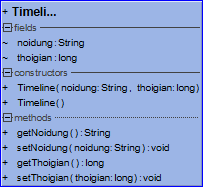 + Timeli...
fields
~ noidung: String
~ thoigian: long
constructors
+ Timeline( noidung: String, thoigian: long)
+ Timeline( )
methods
+ getNoidung( ): String
+ setNoidung( noidung: String): void
+ getThoigian( ): long
+ setThoigian( thoigian: long): void